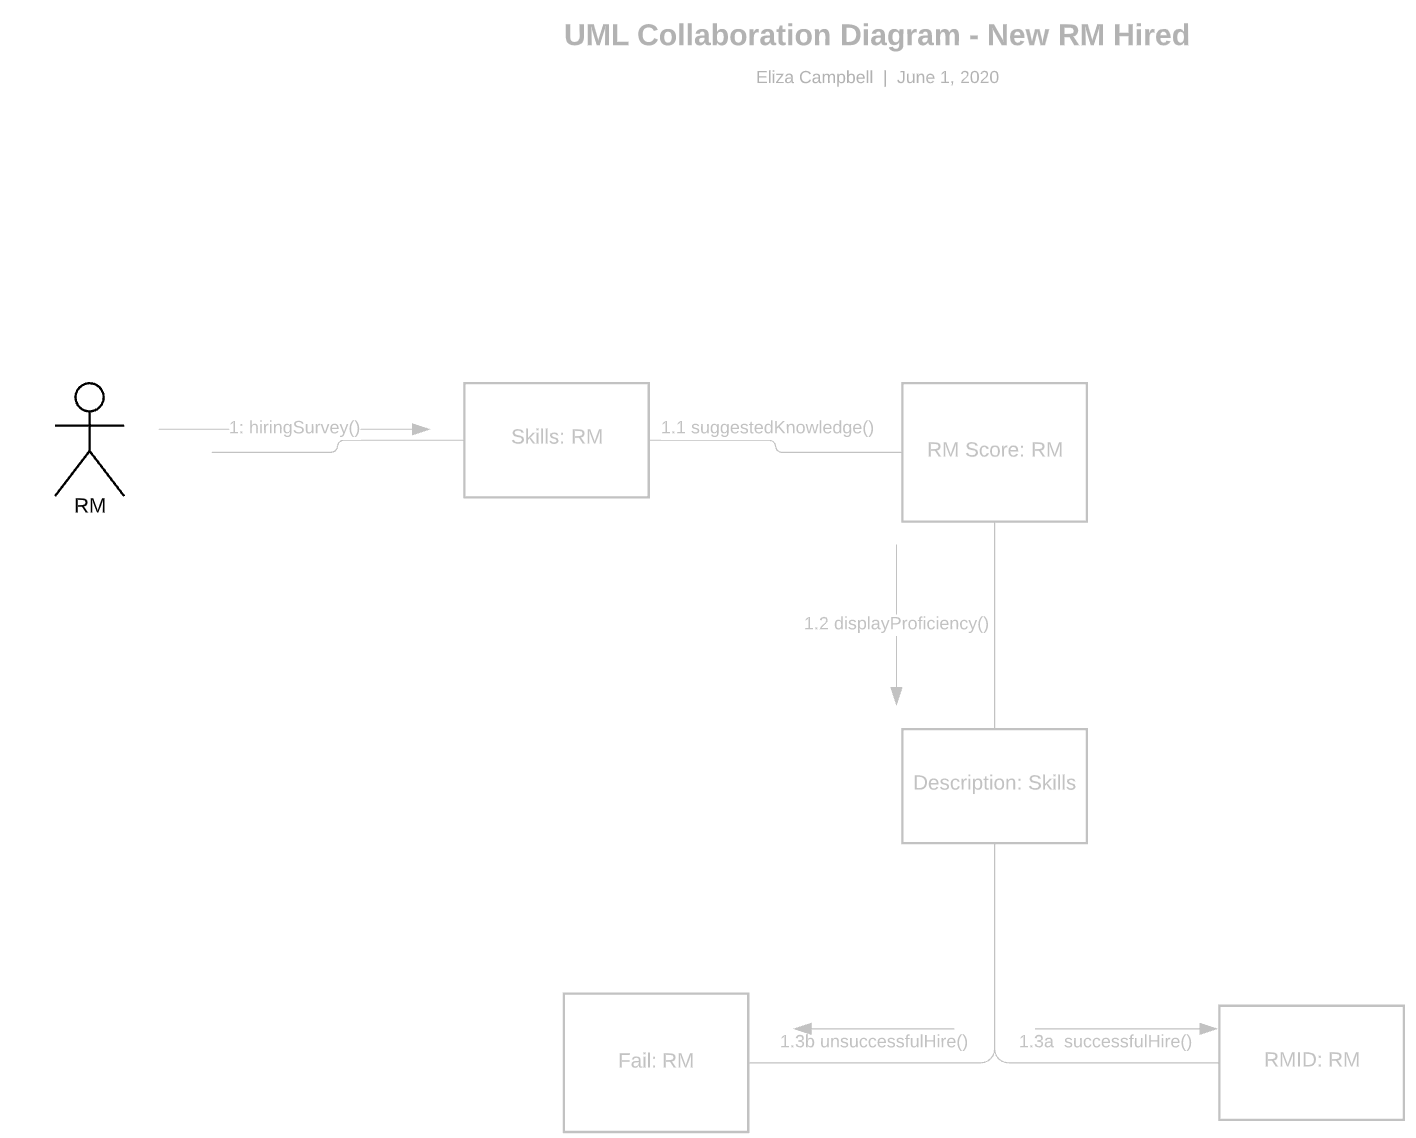 UML Collaboration Diagram - New RM Hired
Eliza Campbell | June 1, 2020
1: hiringSurvey()
Skills: RM
1.1 suggestedKnowledge()
RM Score: RM
RM
1.2 displayProficiency()
Description: Skills
1.3b unsuccessfulHire()
1.3a  successfulHire()
Fail: RM
RMID: RM